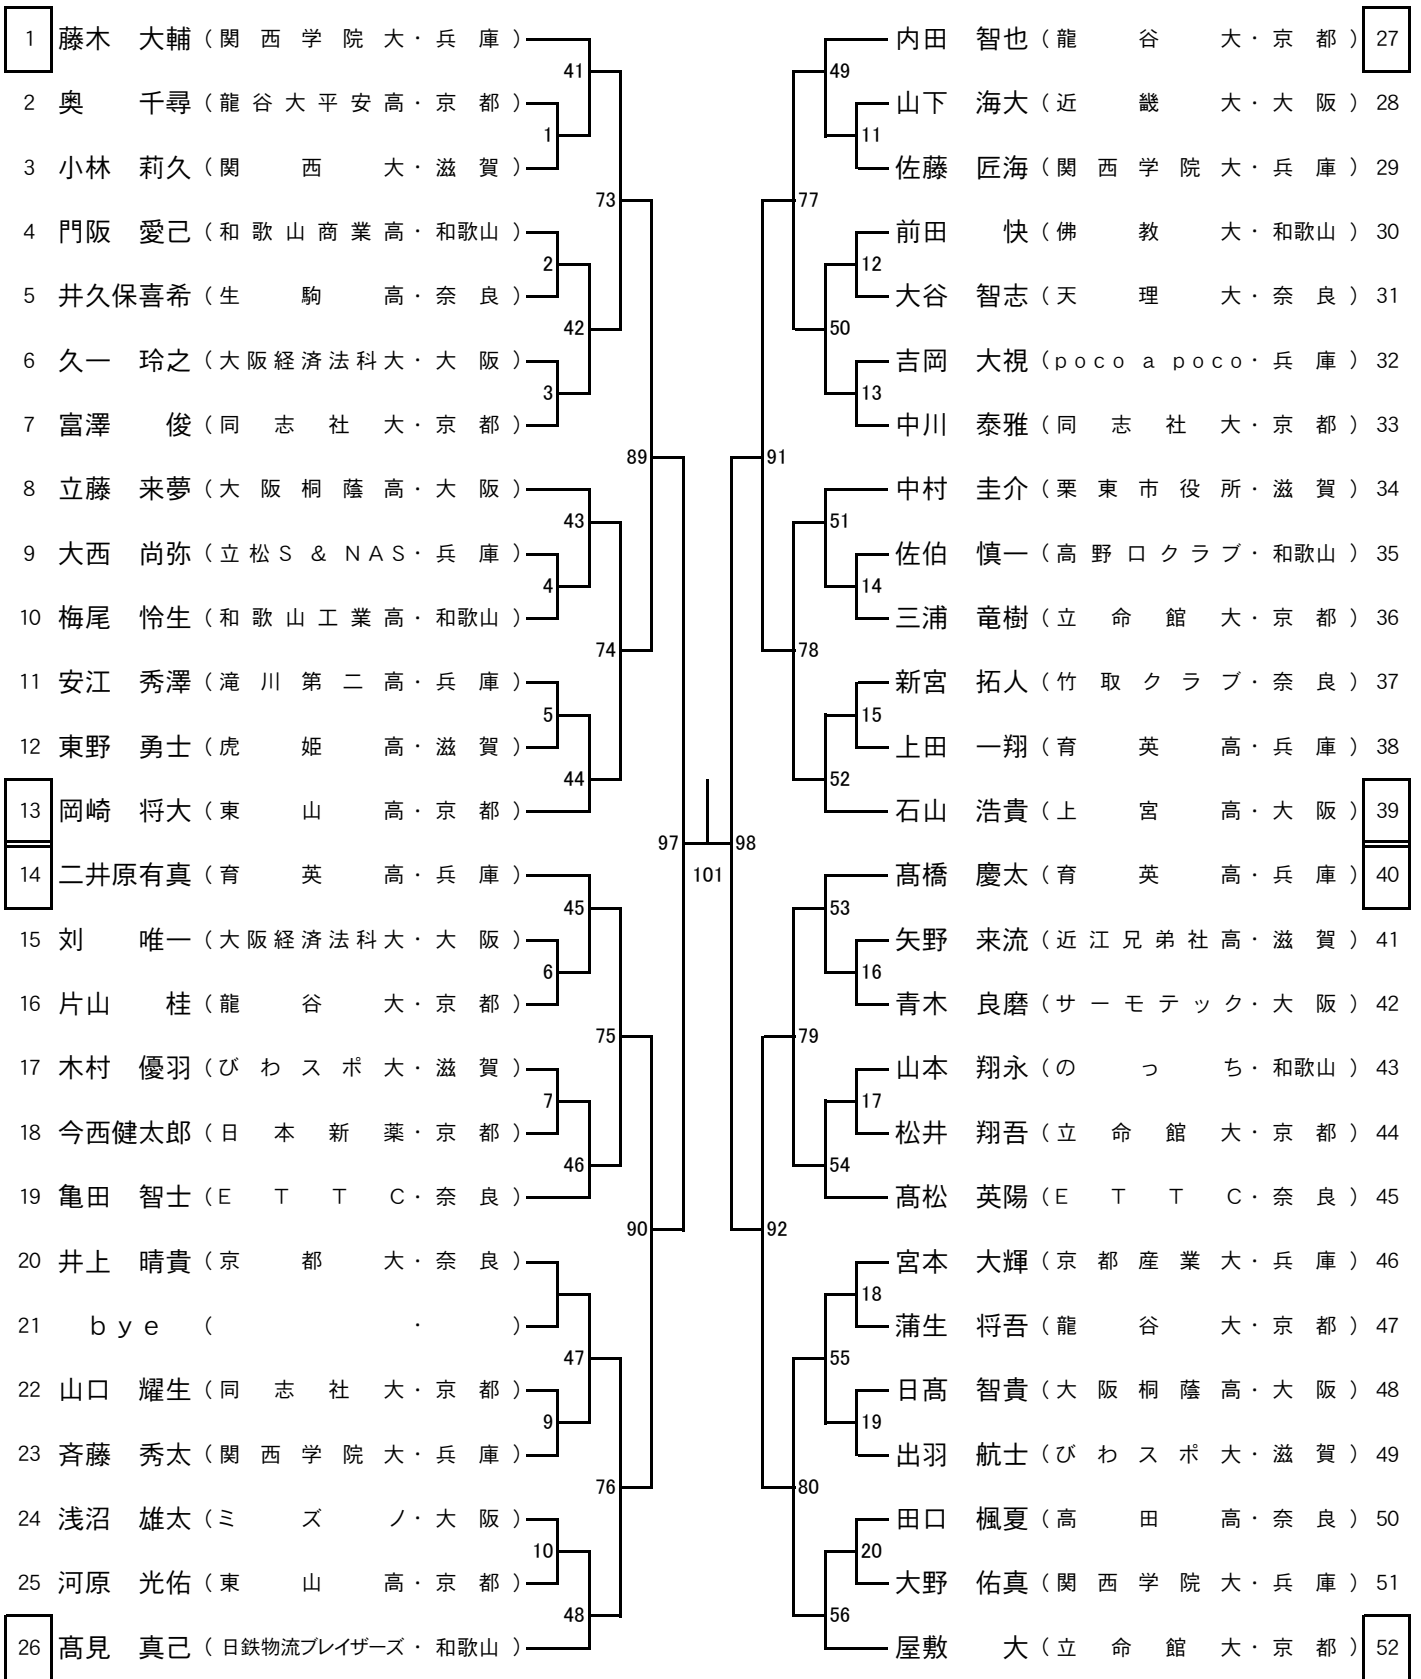 1 藤木 大輔 （関西学院大・兵庫）
2 奥 千尋 （龍谷大平安高・京都）
3 小林 莉久 （関西大・滋賀）
4 門阪 愛己 （和歌山商業高・和歌山）
5 井久保喜希 （生駒高・奈良）
6 久一 玲之 （大阪経済法科大・大阪）
7 富澤 俊 （同志社大・京都）
8 立藤 来夢 （大阪桐蔭高・大阪）
9 大西 尚弥 （立松S & NAS・兵庫）
10 梅尾 怜生 （和歌山工業高・和歌山）
11 安江 秀澤 （滝川第二高・兵庫）
12 東野 勇士 （虎姫高・滋賀）
13 岡崎 将大 （東山高・京都）
14 二井原有真 （育英高・兵庫）
15 刘 唯一 （大阪経済法科大・大阪）
16 片山 桂 （龍谷大・京都）
17 木村 優羽 （びわスポ大・滋賀）
18 今西健太郎 （日本新薬・京都）
19 亀田 智士 （ETTC・奈良）
20 井上 晴貴 （京都大・奈良）
21 bye （・）
22 山口 耀生 （同志社大・京都）
23 斉藤 秀太 （関西学院大・兵庫）
24 浅沼 雄太 （ミズノ・大阪）
25 河原 光佑 （東山高・京都）
26 髙見 真己 （日鉄物流ブレイザーズ・和歌山）
41
1
73
2
42
3
89
43
4
74
5
44
97
45
6
75
7
46
90
47
9
76
10
48
101
98
49
11
77
12
50
13
91
51
14
78
15
52
53
16
79
17
54
92
18
55
19
80
20
56
内田 智也 （龍谷大・京都） 27
山下 海大 （近畿大・大阪） 28
佐藤 匠海 （関西学院大・兵庫） 29
前田 快 （佛教大・和歌山） 30
大谷 智志 （天理大・奈良） 31
吉岡 大視 （poco a poco・兵庫） 32
中川 泰雅 （同志社大・京都） 33
中村 圭介 （栗東市役所・滋賀） 34
佐伯 慎一 （高野口クラブ・和歌山） 35
三浦 竜樹 （立命館大・京都） 36
新宮 拓人 （竹取クラブ・奈良） 37
上田 一翔 （育英高・兵庫） 38
石山 浩貴 （上宮高・大阪） 39
髙橋 慶太 （育英高・兵庫） 40
矢野 来流 （近江兄弟社高・滋賀） 41
青木 良磨 （サーモテック・大阪） 42
山本 翔永 （のっち・和歌山） 43
松井 翔吾 （立命館大・京都） 44
髙松 英陽 （ETTC・奈良） 45
宮本 大輝 （京都産業大・兵庫） 46
蒲生 将吾 （龍谷大・京都） 47
日髙 智貴 （大阪桐蔭高・大阪） 48
出羽 航士 （びわスポ大・滋賀） 49
田口 楓夏 （高田高・奈良） 50
大野 佑真 （関西学院大・兵庫） 51
屋敷 大 （立命館大・京都） 52